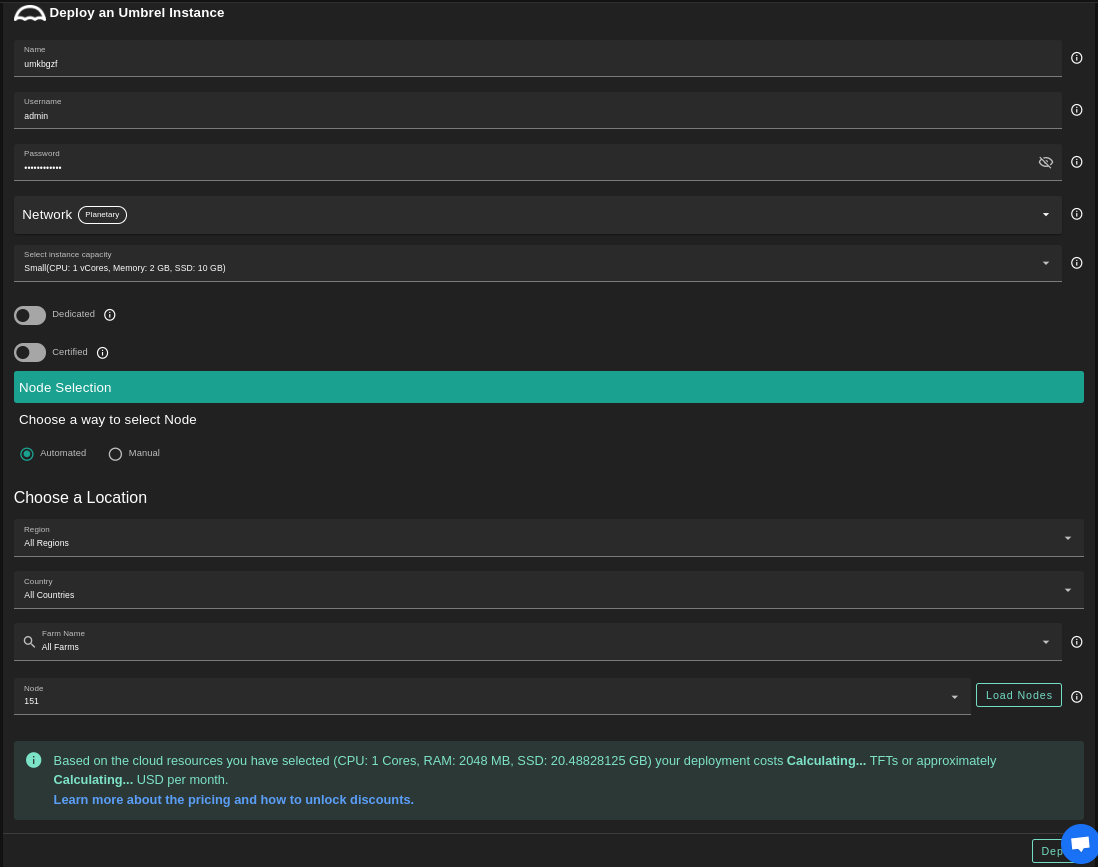 Deploy an Umbrel Instance
Name
umkbgzf
Username
admin
Password
••••••••••••
Network Planetary
Select instance capacity
Small(CPU: 1 vCores, Memory: 2 GB, SSD: 10 GB)
Dedicated
Certified
Node Selection
Choose a way to select Node
Automated Manual
Choose a Location
Region
All Regions
Country
All Countries
Farm Name
All Farms
Node
151
Load Nodes
Based on the cloud resources you have selected (CPU: 1 Cores, RAM: 2048 MB, SSD: 20.48828125 GB) your deployment costs Calculating... TFTs or approximately
Calculating... USD per month.
Learn more about the pricing and how to unlock discounts.
Dep